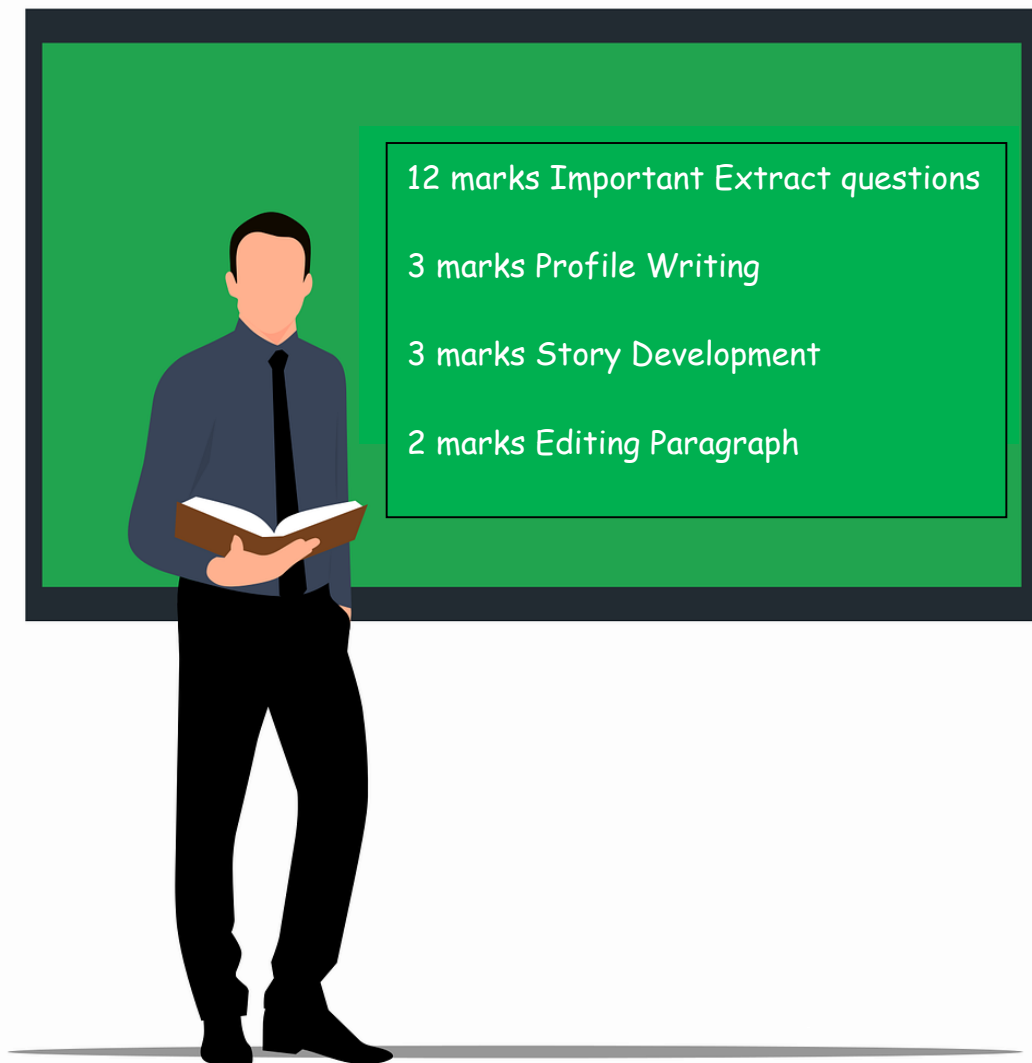 12 marks Important Extract questions
3 marks Profile Writing
3 marks Story Development
2 marks Editing Paragraph